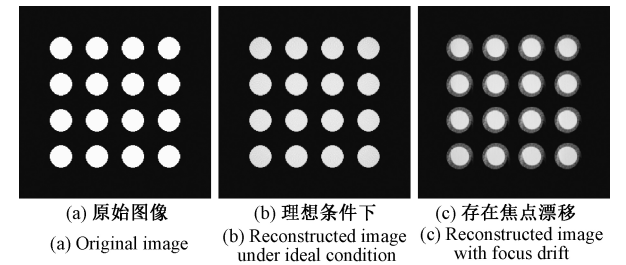 (a) 原始图像
(a) Original image
(b) 理想条件下
(b) Reconstructed image
under ideal condition
(c) 存在焦点漂移
(c) Reconstructed image
with focus drift